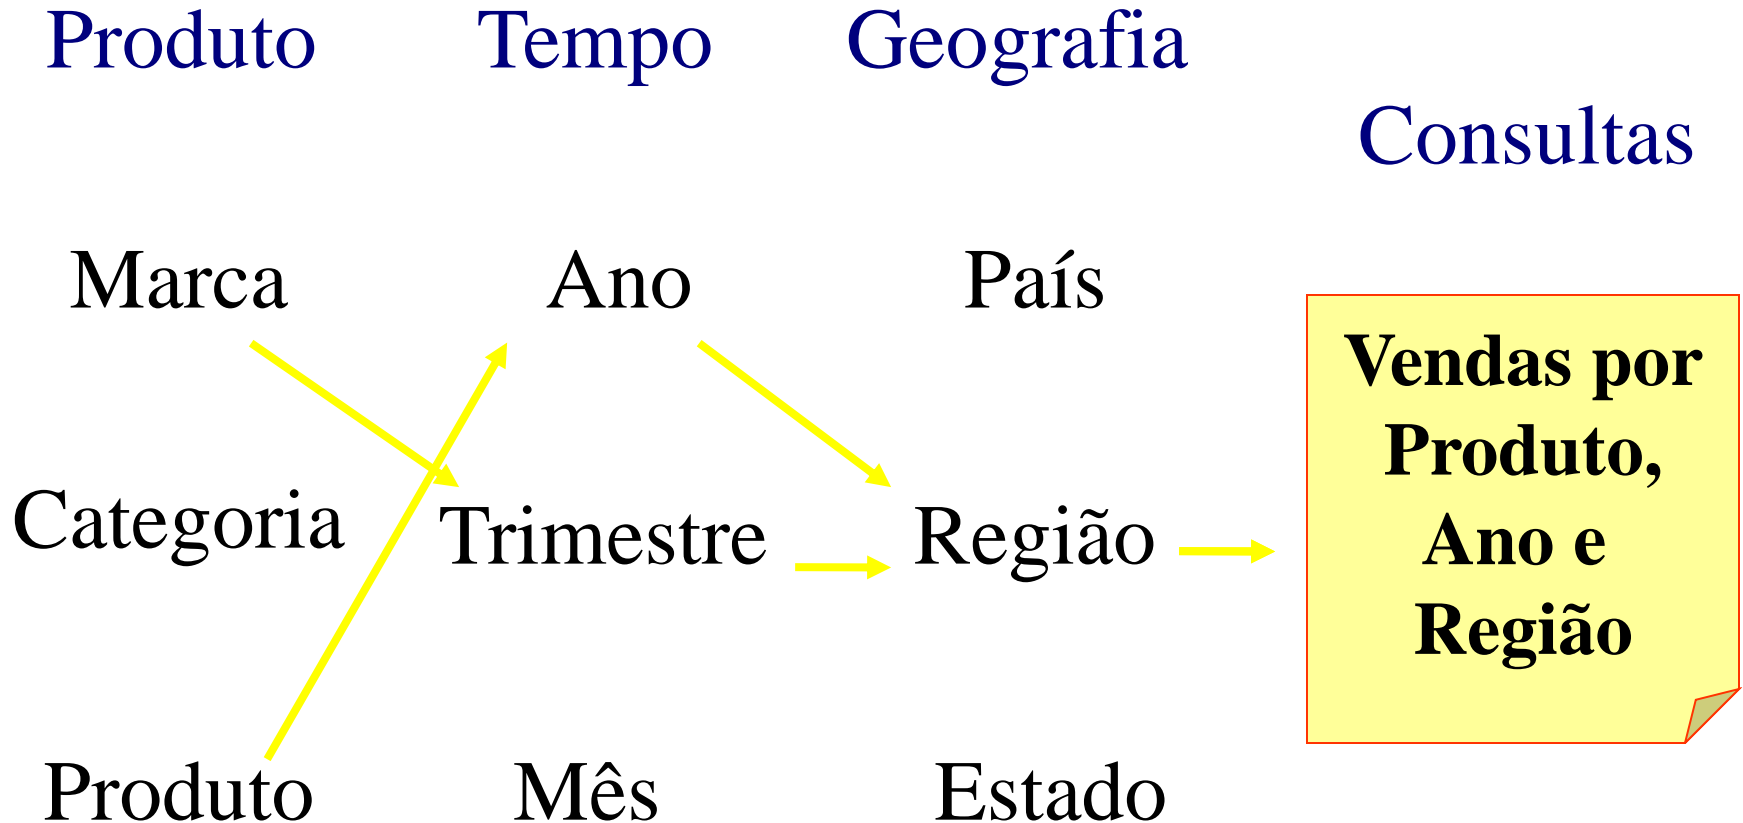 Produto
Tempo
Geografia
Consultas
Marca
Ano
País
Categoria
Trimestre
Região
Produto
Mês
Estado
Vendas por
Produto,
Ano e
Região